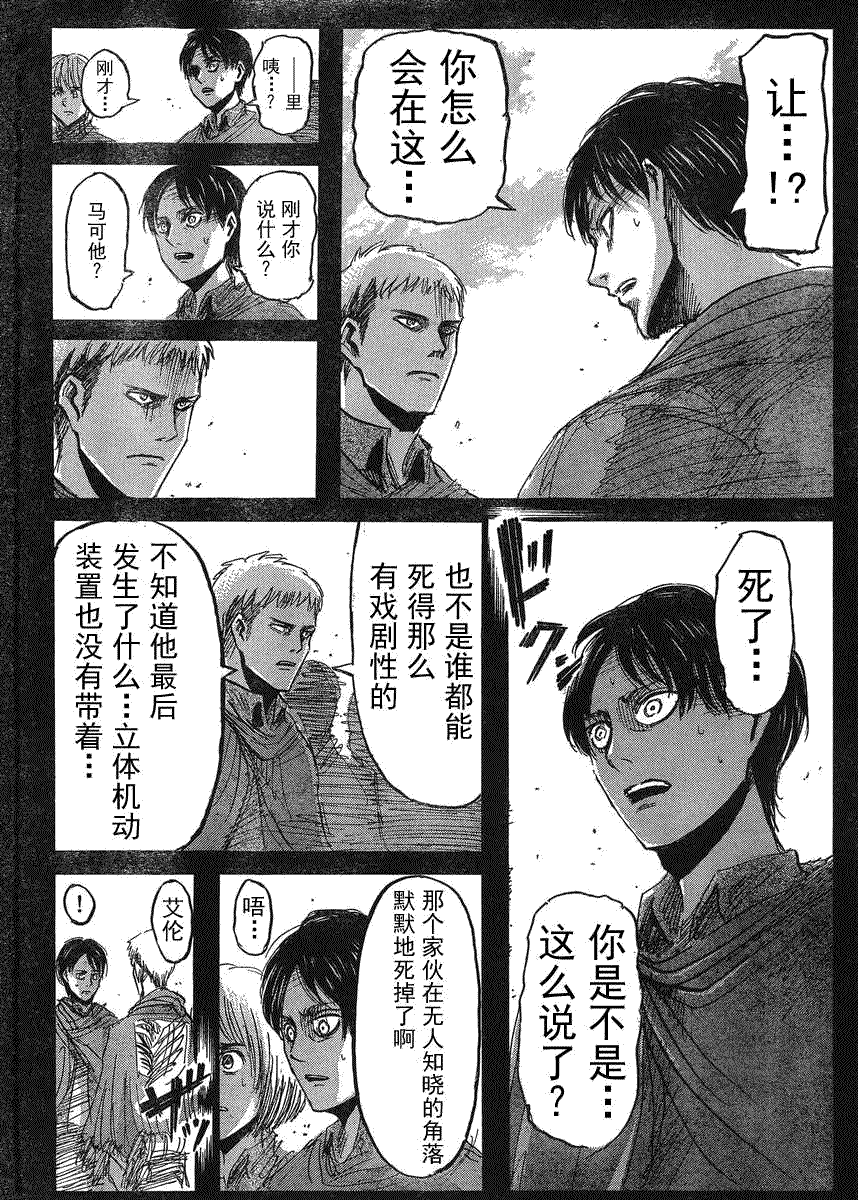 让…!?
你怎么
会在这…
——里
咦…?
刚才…
刚才你
说什么?
马可他?
死了…
你是不是…
这么说了?
ドクン
也不是谁都能
死得那么
有戏剧性的
不知道他最后
发生了什么…立体机动
装置也没有带着…
那个家伙在无人知晓的角落
默默地死掉了啊
唔…
艾伦
!